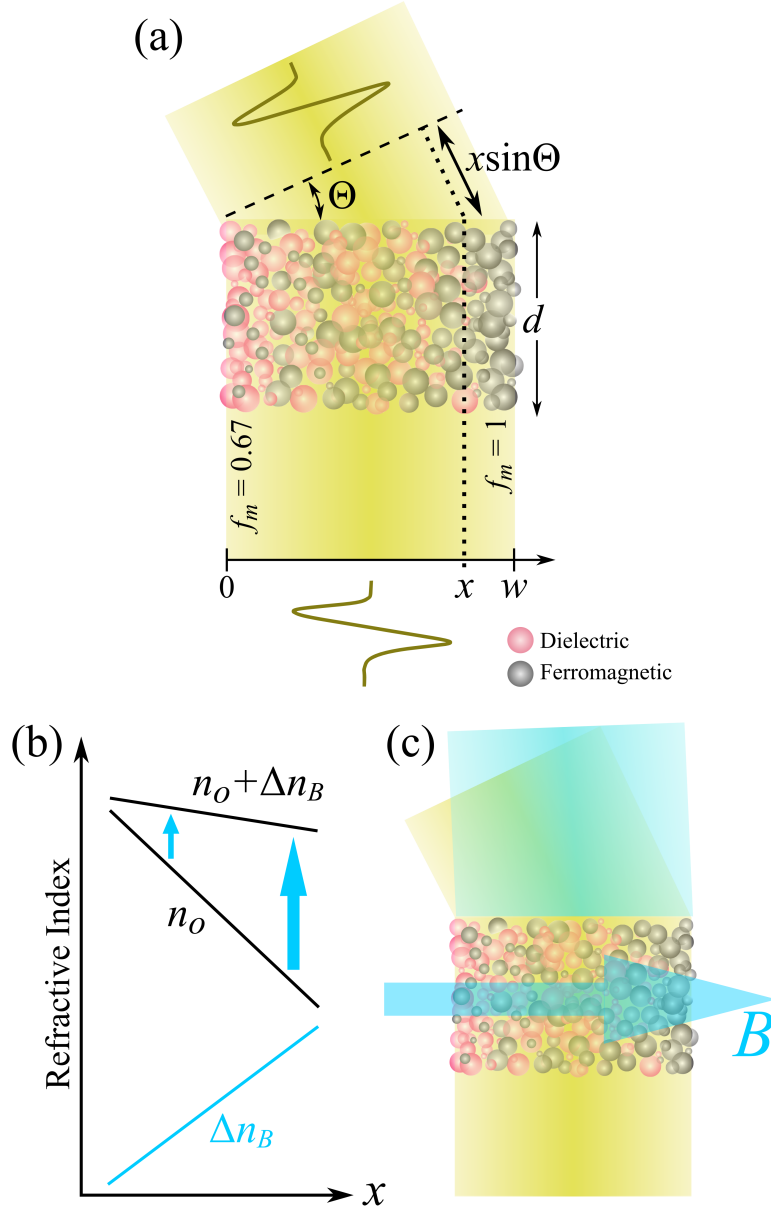 (a)
xsinΘ
Θ
d
f_m = 0.67
f_m = 1
0
x
w
Dielectric
Ferromagnetic
(b)
(c)
n_o+Δn_B
n_o
Refractive Index
Δn_B
x
B